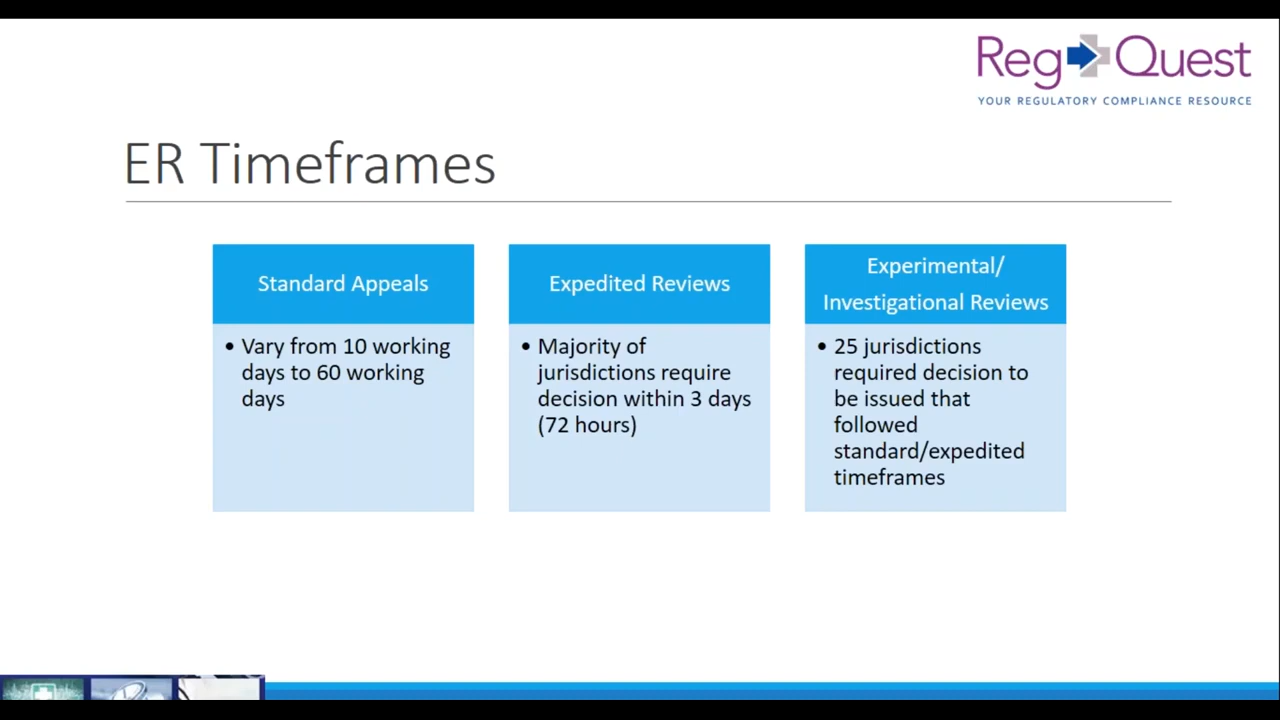 Reg Quest
YOUR REGULATORY COMPLIANCE RESOURCE
ER Timeframes
Standard Appeals
• Vary from 10 working
days to 60 working
days
Expedited Reviews
• Majority of
jurisdictions require
decision within 3 days
(72 hours)
Experimental/
Investigational Reviews
• 25 jurisdictions
required decision to
be issued that
followed
standard/expedited
timeframes